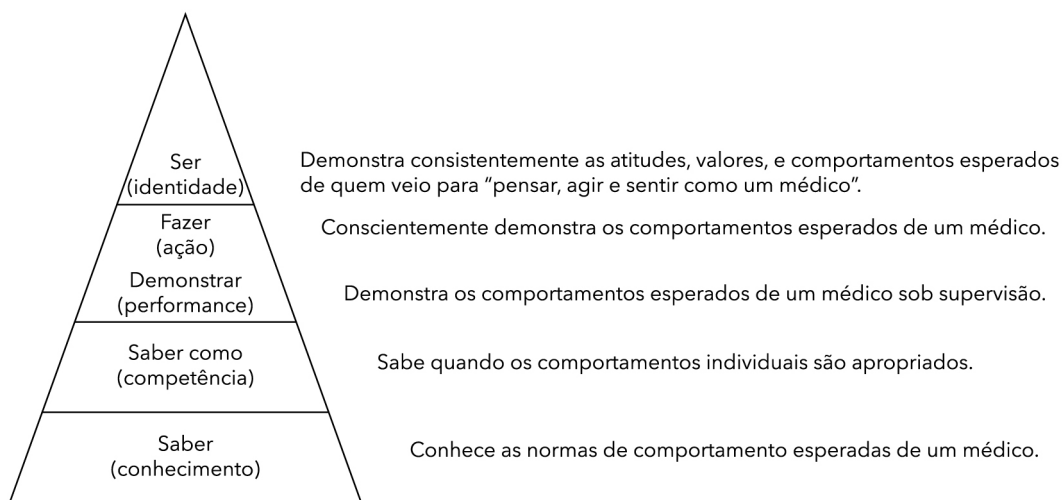 Ser
(identidade)
Demonstra consistentemente as atitudes, valores, e comportamentos esperados
de quem veio para “pensar, agir e sentir como um médico”.
Fazer
(ação)
Conscientemente demonstra os comportamentos esperados de um médico.
Demonstrar
(performance)
Demonstra os comportamentos esperados de um médico sob supervisão.
Saber como
(competência)
Sabe quando os comportamentos individuais são apropriados.
Saber
(conhecimento)
Conhece as normas de comportamento esperadas de um médico.